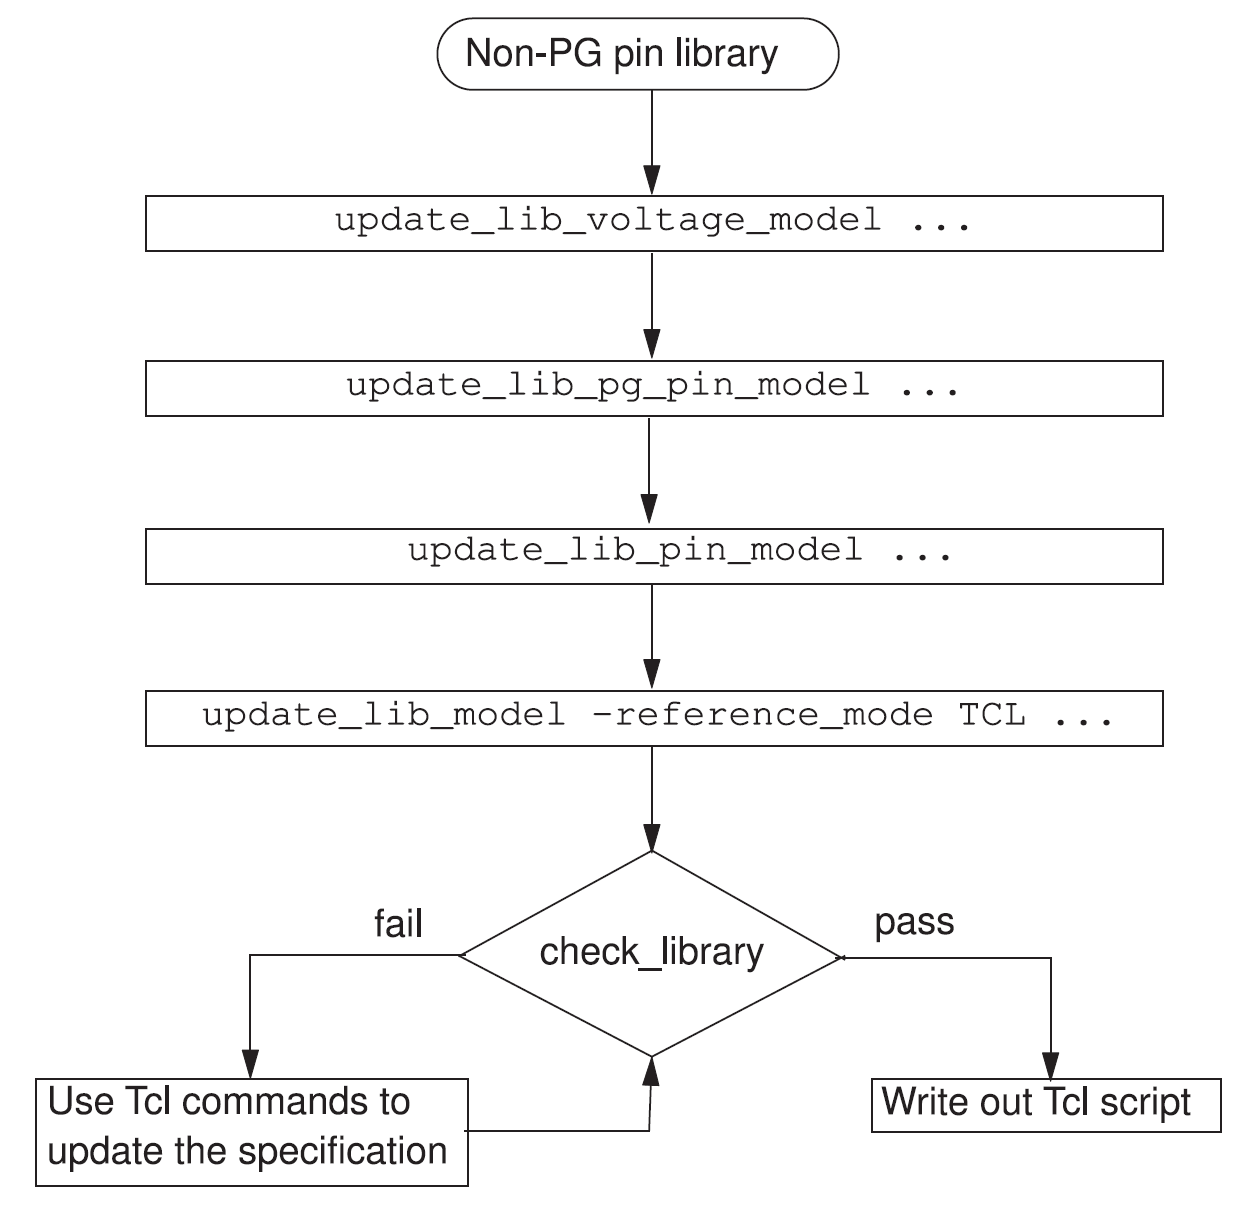 Non-PG pin library
update_lib_voltage_model ...
update_lib_pg_pin_model ...
update_lib_pin_model ...
update_lib_model -reference_mode TCL ...
fail
pass
check_library
Use Tcl commands to
update the specification
Write out Tcl script